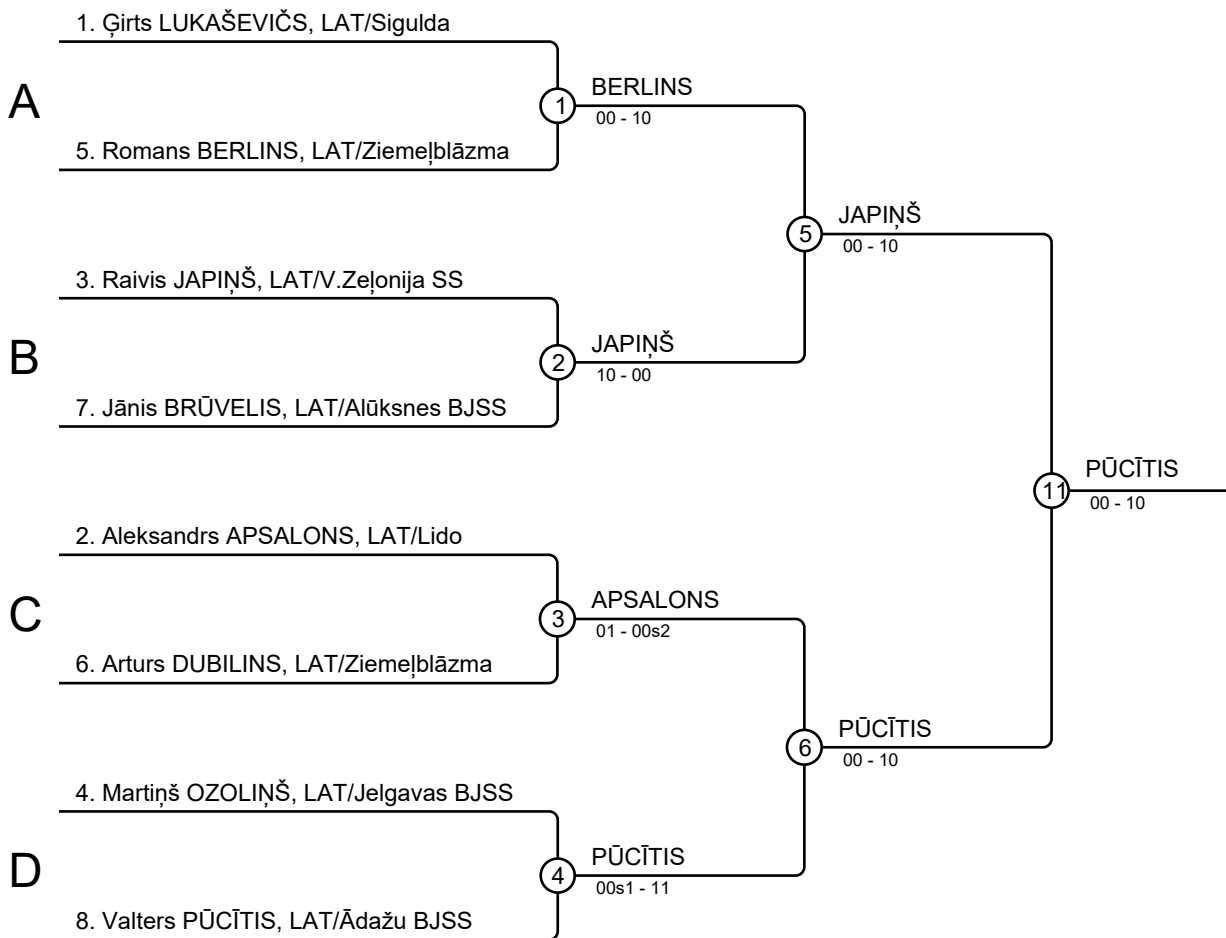 1. Ģirts LUKAŠEVIČS, LAT/Sigulda
A
1
BERLINS
00 - 10
5. Romans BERLINS, LAT/Ziemeļblāzma
5
JAPIŅŠ
00 - 10
3. Raivis JAPIŅŠ, LAT/V.Zeļonija SS
B
2
JAPIŅŠ
10 - 00
7. Jānis BRŪVELIS, LAT/Alūksnes BJSS
11
PŪCĪTIS
00 - 10
2. Aleksandrs APSALONS, LAT/Lido
C
3
APSALONS
01 - 00s2
6. Arturs DUBILINS, LAT/Ziemeļblāzma
6
PŪCĪTIS
00 - 10
4. Martiņš OZOLIŅŠ, LAT/Jelgavas BJSS
D
4
PŪCĪTIS
00s1 - 11
8. Valters PŪCĪTIS, LAT/Ādažu BJSS